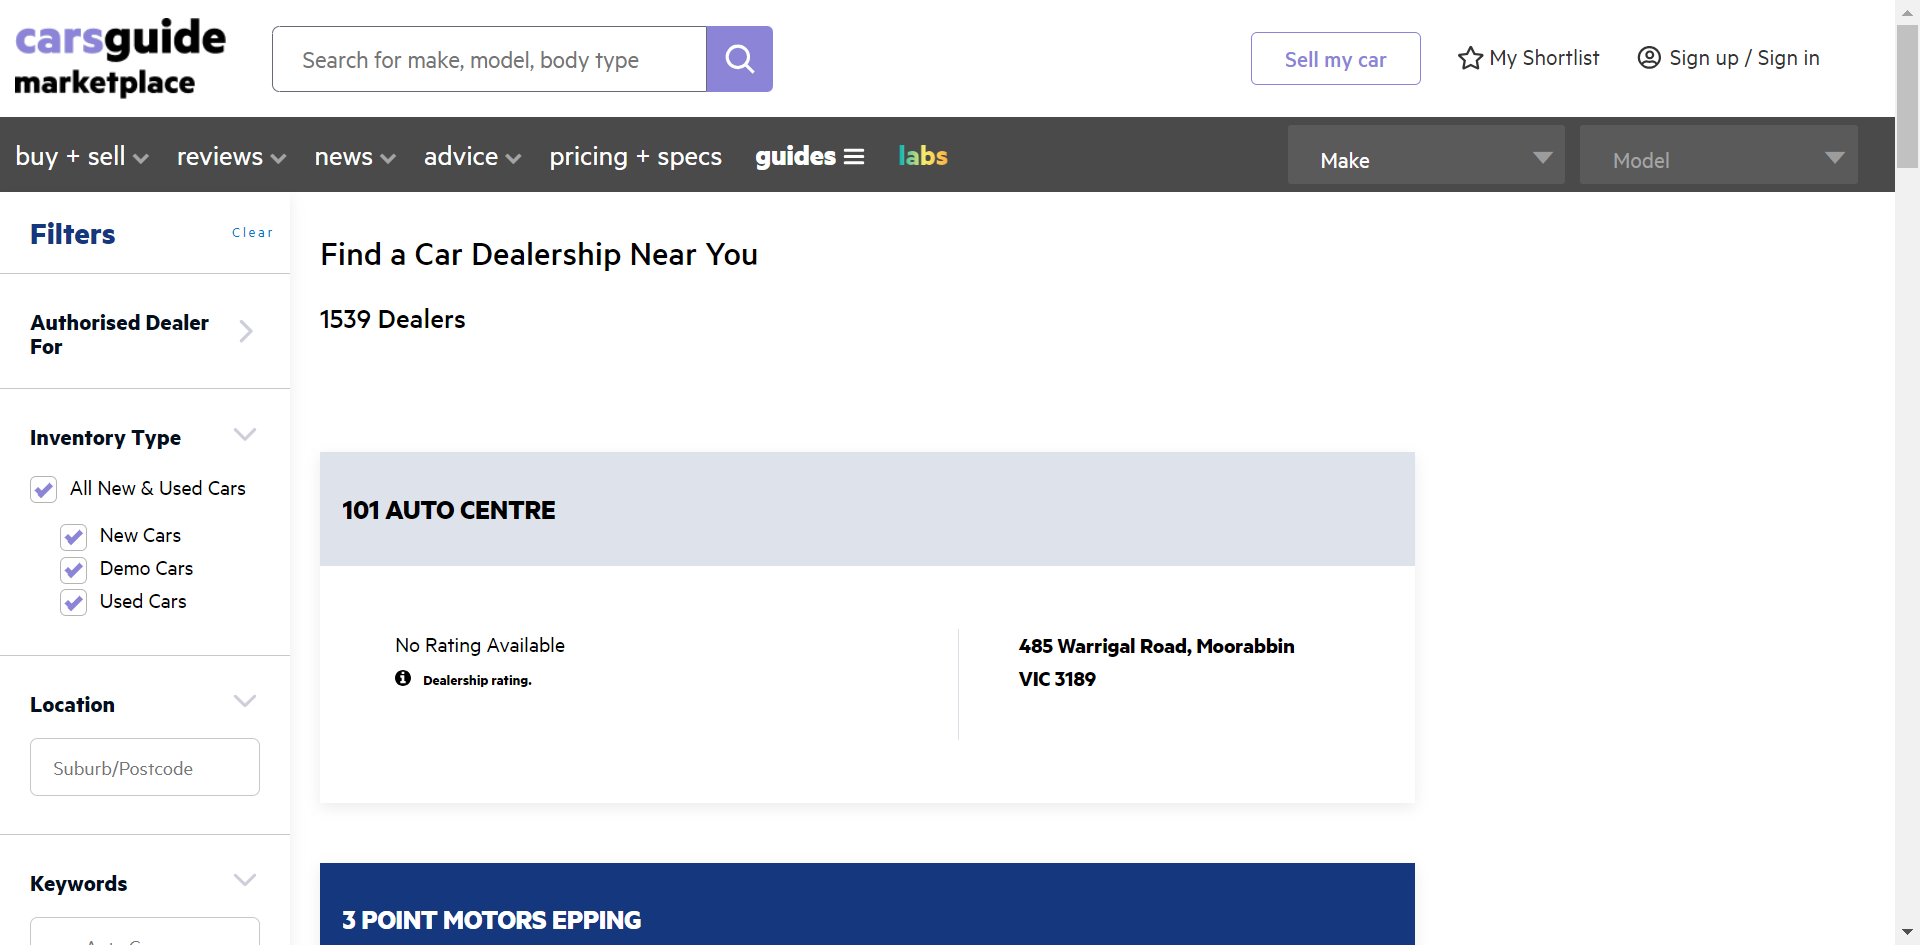 carsguide
marketplace
Search for make, model, body type
Sell my car
My Shortlist
Sign up / Sign in
buy + sell
reviews
news
advice
pricing + specs
guides
labs
Make
Model
Filters
Clear
Authorised Dealer
For
Inventory Type
All New & Used Cars
New Cars
Demo Cars
Used Cars
Location
Suburb/Postcode
Keywords
Find a Car Dealership Near You
1539 Dealers
101 AUTO CENTRE
No Rating Available
Dealership rating.
485 Warrigal Road, Moorabbin
VIC 3189
3 POINT MOTORS EPPING